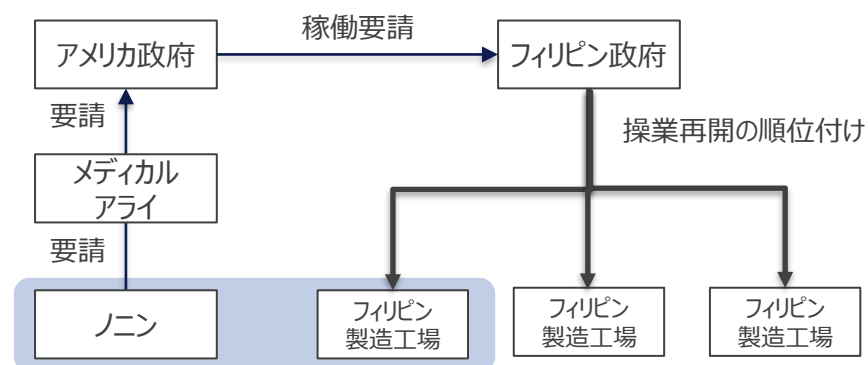 稼働要請
アメリカ政府
フィリピン政府
要請
操業再開の順位付け
メディカル
アライ
要請
ノニン
フィリピン
製造工場
フィリピン
製造工場
フィリピン
製造工場